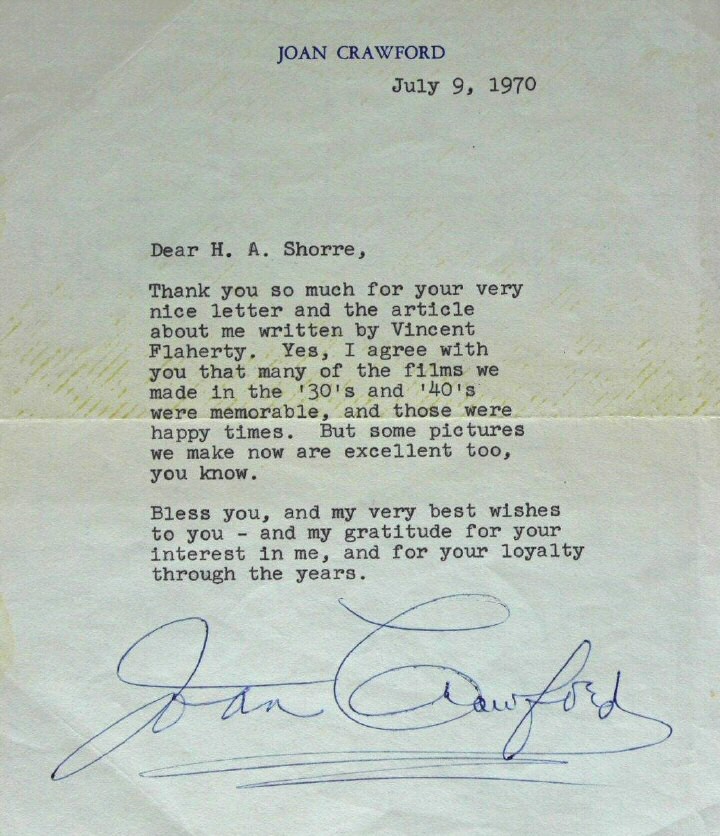 JOAN CRAWFORD
July 9, 1970
Dear H. A. Shorre,
Thank you so much for your very
nice letter and the article
about me written by Vincent
Flaherty.  Yes, I agree with
you that many of the films we
made in the '30's and '40's
were memorable, and those were
happy times.  But some pictures
we make now are excellent too,
you know.
Bless you, and my very best wishes
to you - and my gratitude for your
interest in me, and for your loyalty
through the years.
Joan Crawford